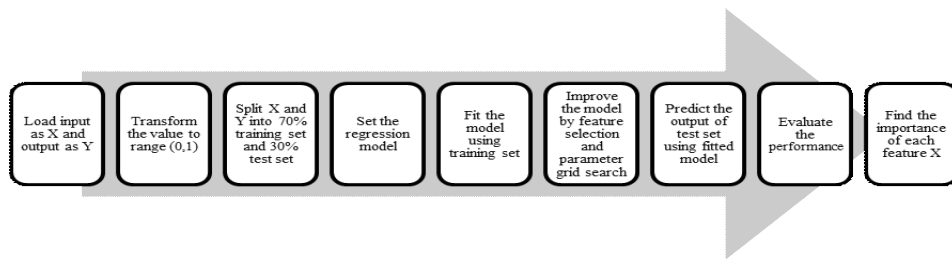 Load input
as X and
output as Y
Transform
the value to
range (0,1)
Split X and
Y into 70%
training set
and 30%
test set
Set the
regression
model
Fit the
model using
training set
Improve
the model
by feature
selection
and
parameter
grid search
Predict the
output of
test set
using fitted
model
Evaluate
the
performance
Find the
importance
of each
feature X